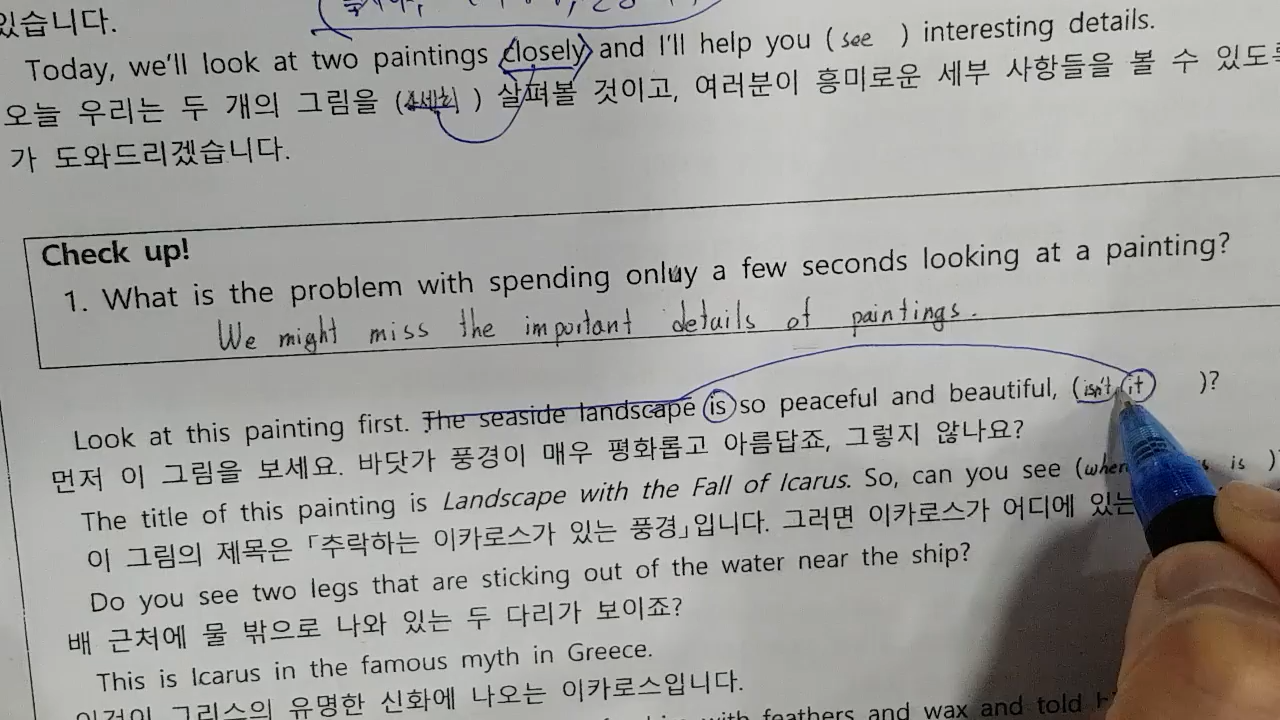 있습니다.
Today, we'll look at two paintings closely and I'll help you ( see ) interesting details.
오늘 우리는 두 개의 그림을 ( ) 살펴볼 것이고, 여러분이 흥미로운 세부 사항들을 볼 수 있도록
가 도와드리겠습니다.
Check up!
1. What is the problem with spending onluy a few seconds looking at a painting?
We might miss the important details of paintings.
Look at this painting first. The seaside landscape is so peaceful and beautiful, (isn't it )?
먼저 이 그림을 보세요. 바닷가 풍경이 매우 평화롭고 아름답죠, 그렇지 않나요?
The title of this painting is Landscape with the Fall of Icarus. So, can you see (wher is )?
이 그림의 제목은 「추락하는 이카로스가 있는 풍경」입니다. 그러면 이카로스가 어디에 있는
Do you see two legs that are sticking out of the water near the ship?
배 근처에 물 밖으로 나와 있는 두 다리가 보이죠?
This is Icarus in the famous myth in Greece.
이것이 그리스의 유명한 신화에 나오는 이카로스입니다.
with feathers and wax and told